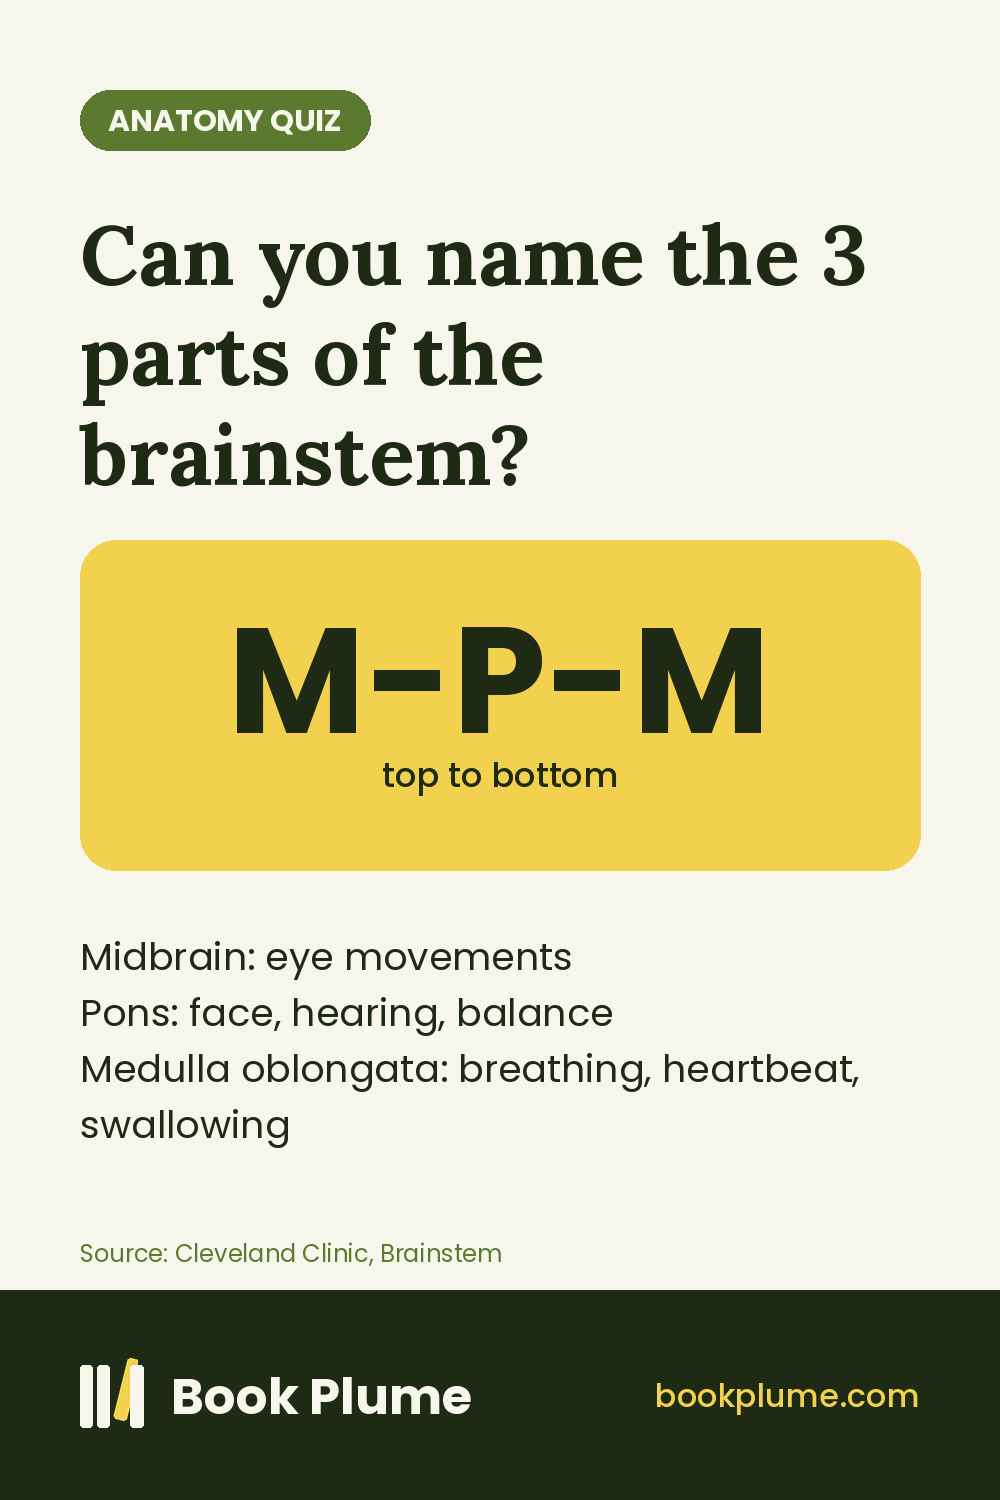 ANATOMY QUIZ
Can you name the 3
parts of the
brainstem?
M–P–M
top to bottom
Midbrain: eye movements
Pons: face, hearing, balance
Medulla oblongata: breathing, heartbeat,
swallowing
Source: Cleveland Clinic, Brainstem
Book Plume
bookplume.com